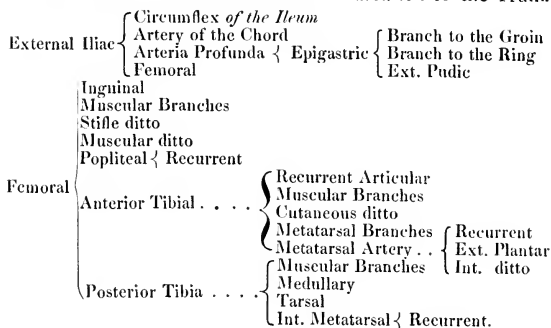 External Iliac { Circumflex of the Ileum
Artery of the Chord
Arteria Profunda { Epigastric { Branch to the Groin
Branch to the Ring
Ext. Pudic
Femoral
Femoral { Inguinal
Muscular Branches
Stifle ditto
Muscular ditto
Popliteal { Recurrent
Anterior Tibial . . . . { Recurrent Articular
Muscular Branches
Cutaneous ditto
Metatarsal Branches
Metatarsal Artery . . { Recurrent
Ext. Plantar
Int. ditto
Posterior Tibia . . . . { Muscular Branches
Medullary
Tarsal
Int. Metatarsal { Recurrent.